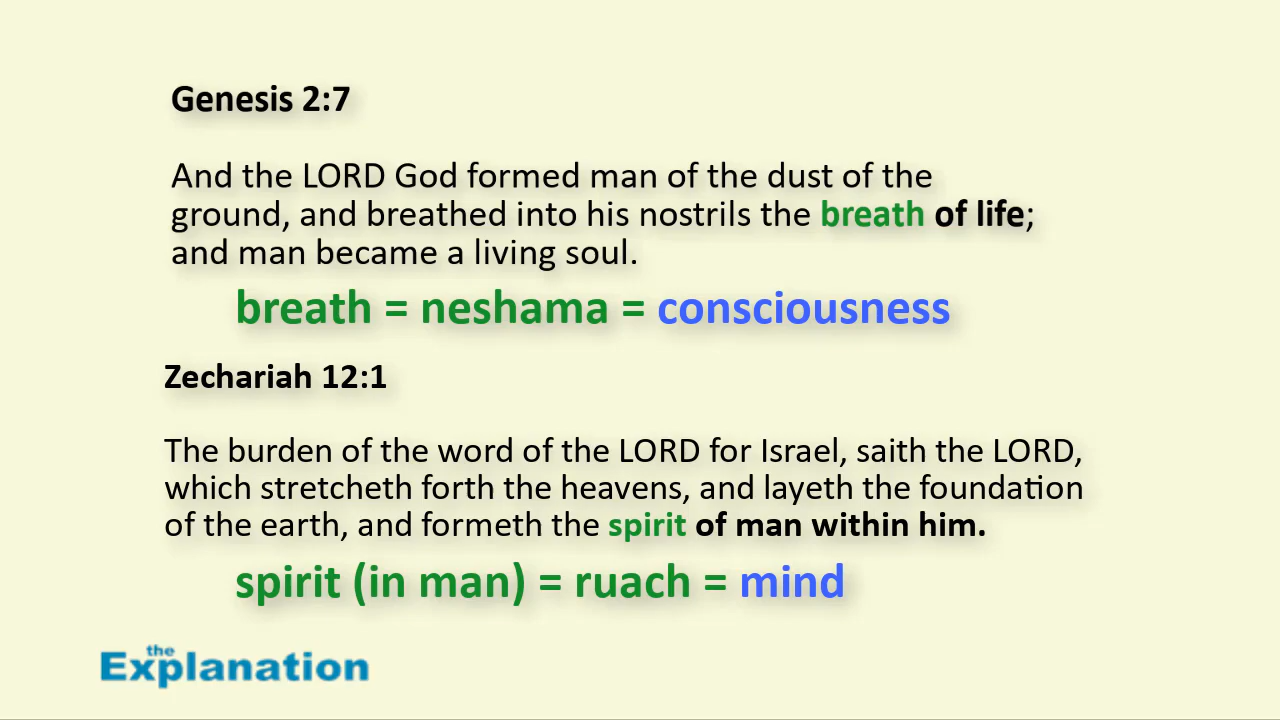 Genesis 2:7
And the LORD God formed man of the dust of the
ground, and breathed into his nostrils the breath of life;
and man became a living soul.
breath = neshama = consciousness
Zechariah 12:1
The burden of the word of the LORD for Israel, saith the LORD,
which stretcheth forth the heavens, and layeth the foundation
of the earth, and formeth the spirit of man within him.
spirit (in man) = ruach = mind
the
Explanation